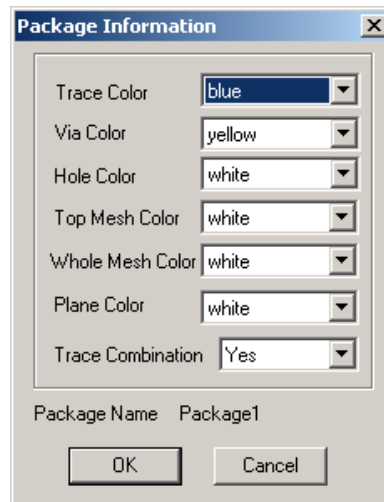 Package Information
Trace Color blue
Via Color yellow
Hole Color white
Top Mesh Color white
Whole Mesh Color white
Plane Color white
Trace Combination Yes
Package Name Package1
OK Cancel